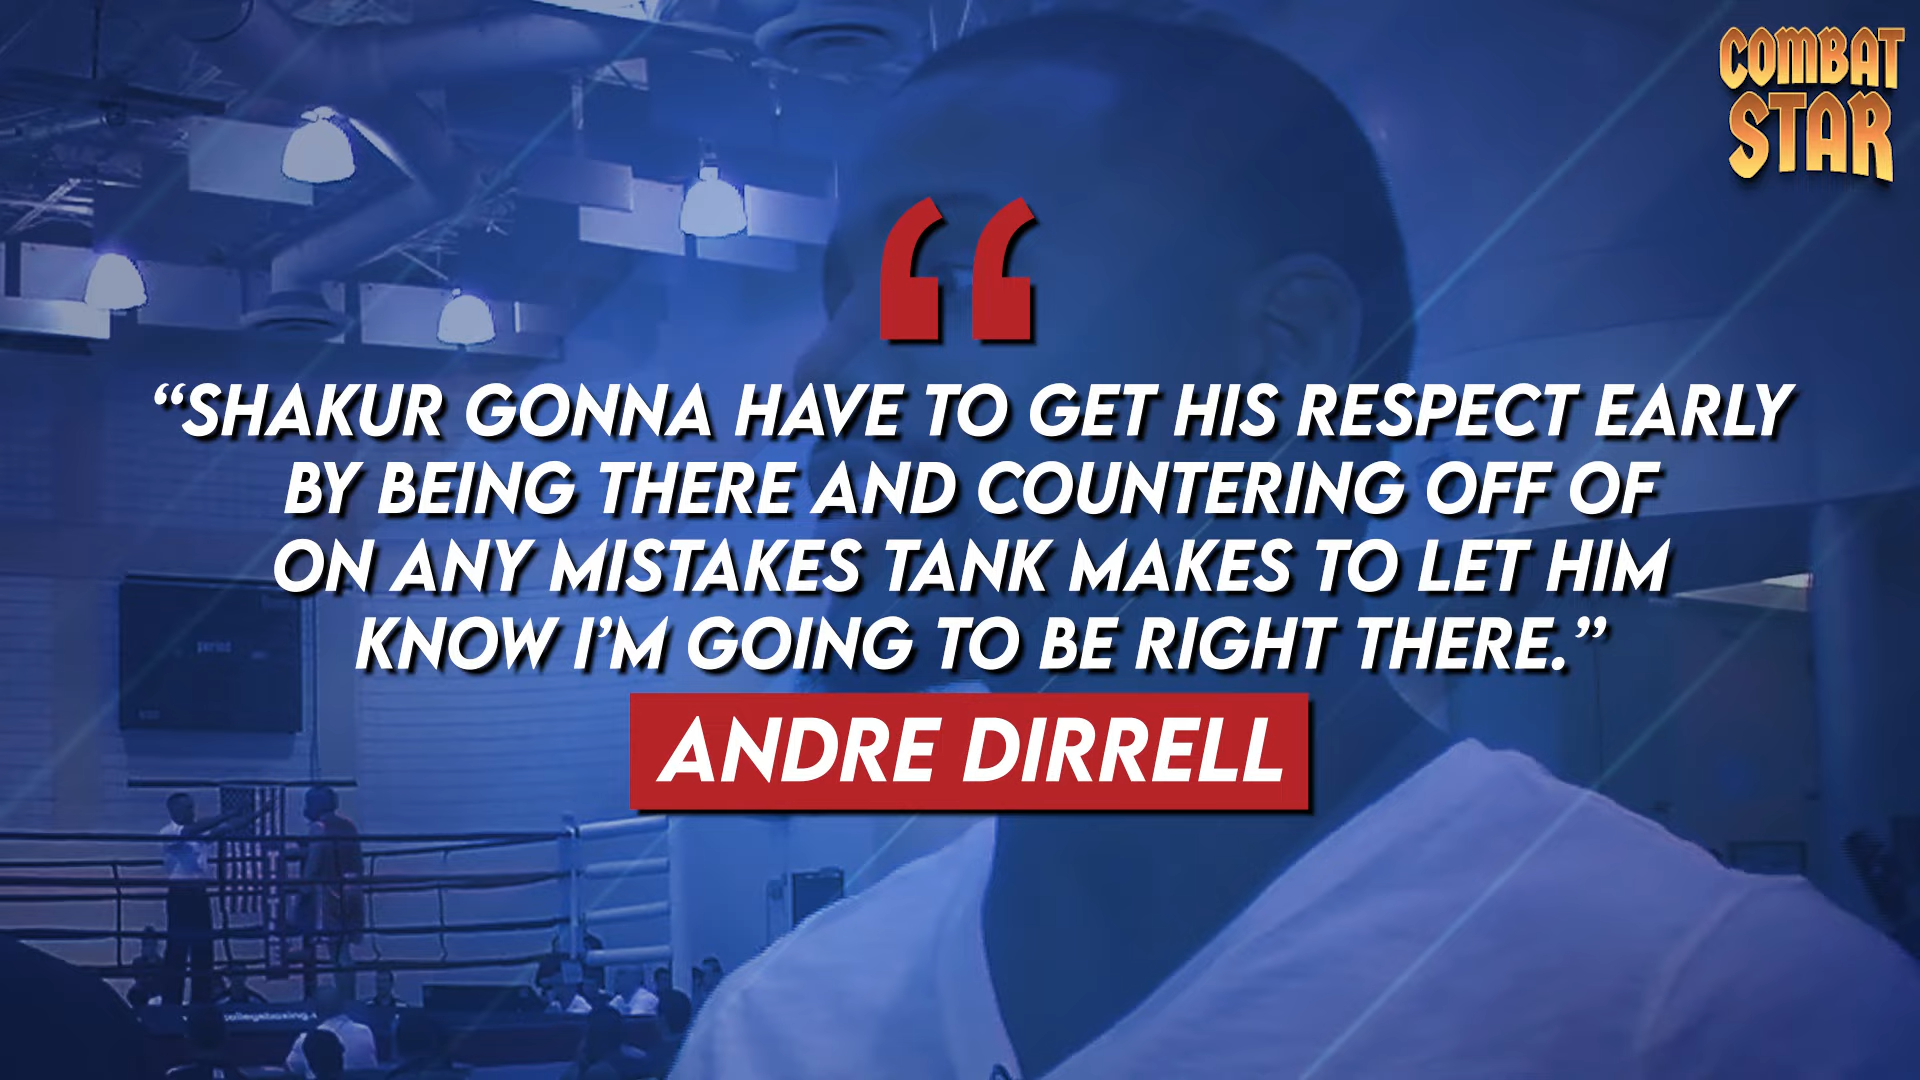 COMBAT
STAR
“SHAKUR GONNA HAVE TO GET HIS RESPECT EARLY
BY BEING THERE AND COUNTERING OFF OF
ON ANY MISTAKES TANK MAKES TO LET HIM
KNOW I’M GOING TO BE RIGHT THERE.”
ANDRE DIRRELL